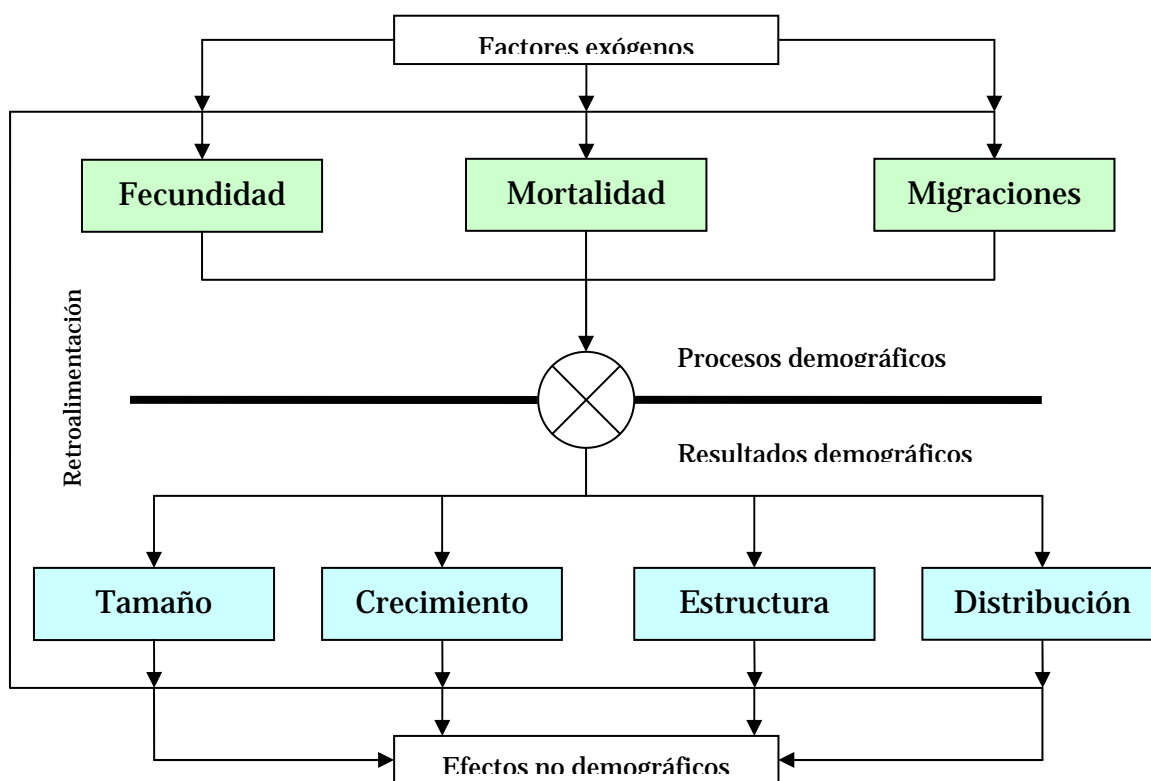 Factores exógenos
Fecundidad
Mortalidad
Migraciones
Retroalimentación
Procesos demográficos
Resultados demográficos
Tamaño
Crecimiento
Estructura
Distribución
Efectos no demográficos